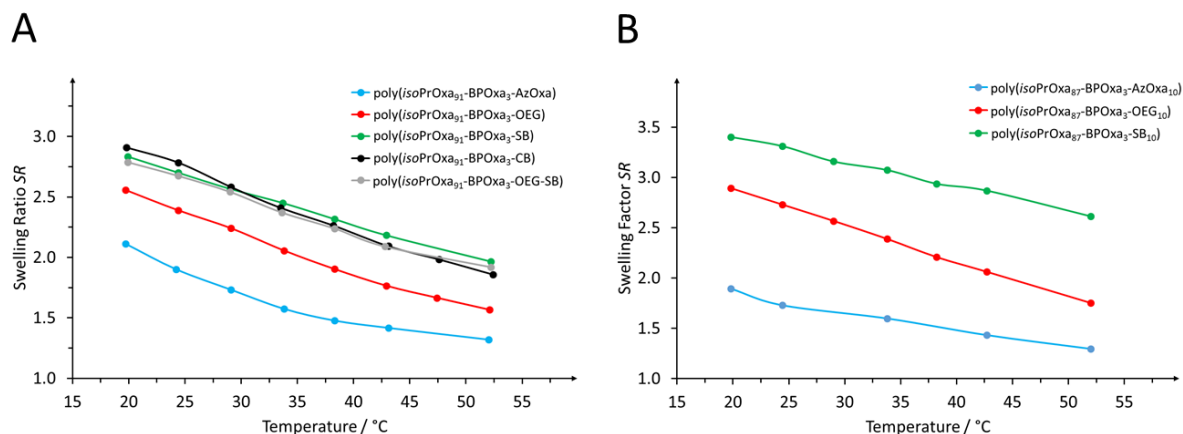 A
Swelling Ratio SR
3.0
2.5
2.0
1.5
1.0
15 20 25 30 35 40 45 50 55
Temperature / °C
poly(isoPrOxa₉₁-BPOxa₃-AzOxa)
poly(isoPrOxa₉₁-BPOxa₃-OEG)
poly(isoPrOxa₉₁-BPOxa₃-SB)
poly(isoPrOxa₉₁-BPOxa₃-CB)
poly(isoPrOxa₉₁-BPOxa₃-OEG-SB)
B
Swelling Factor SR
3.5
3.0
2.5
2.0
1.5
1.0
15 20 25 30 35 40 45 50 55
Temperature / °C
poly(isoPrOxa₈₇-BPOxa₃-AzOxa₁₀)
poly(isoPrOxa₈₇-BPOxa₃-OEG₁₀)
poly(isoPrOxa₈₇-BPOxa₃-SB₁₀)